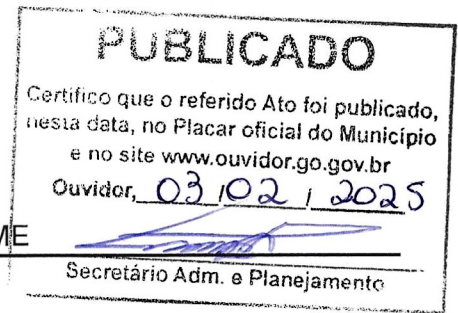 PUBLICADO
Certifico que o referido Ato foi publicado,
nesta data, no Placar oficial do Município
e no site www.ouvidor.go.gov.br
Ouvidor, 03 / 02 / 2025
ME
Secretário Adm. e Planejamento